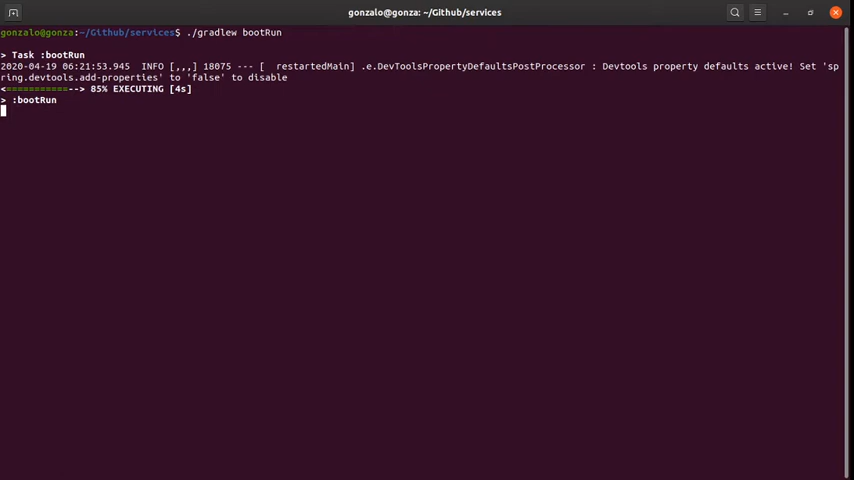 gonzalo@gonza: ~/Github/services
gonzalo@gonza:~/Github/services$ ./gradlew bootRun
> Task :bootRun
2020-04-19 06:21:53.945  INFO [,,,] 18075 --- [  restartedMain] .e.DevToolsPropertyDefaultsPostProcessor : Devtools property defaults active! Set 'sp
ring.devtools.add-properties' to 'false' to disable
<===========--> 85% EXECUTING [4s]
> :bootRun